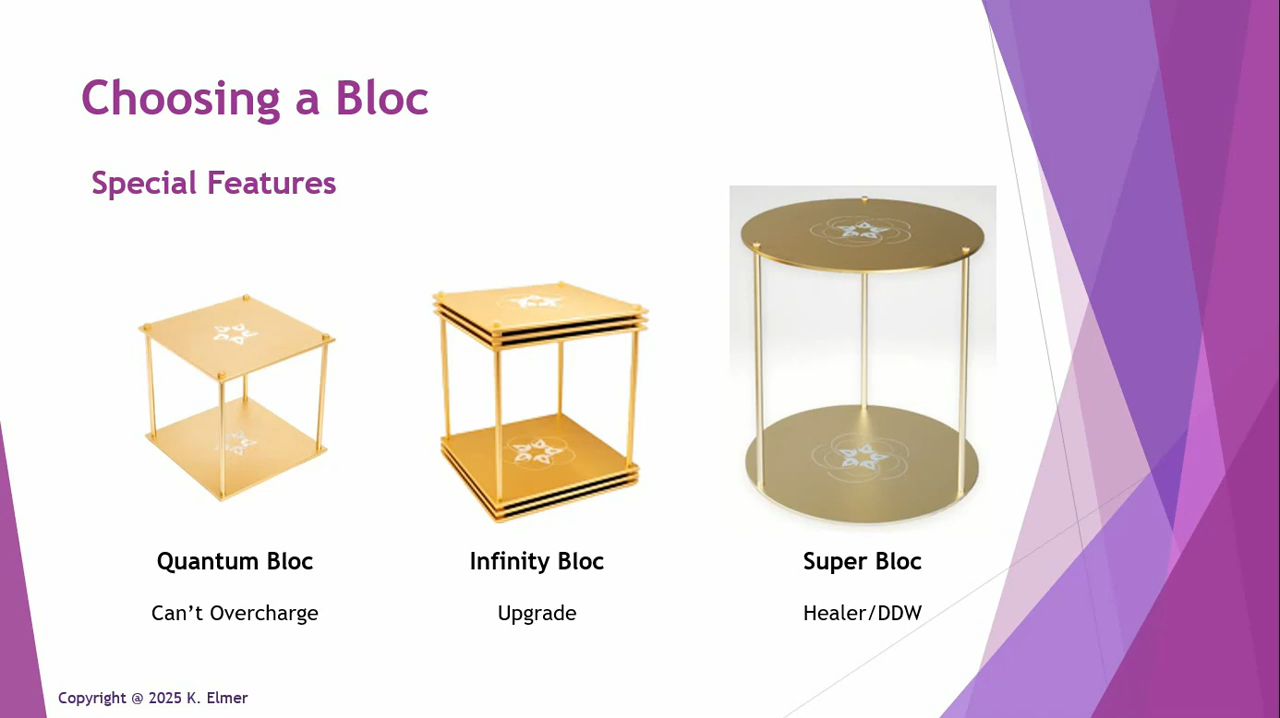 Choosing a Bloc
Special Features
Quantum Bloc
Infinity Bloc
Super Bloc
Can’t Overcharge
Upgrade
Healer/DDW
Copyright @ 2025 K. Elmer